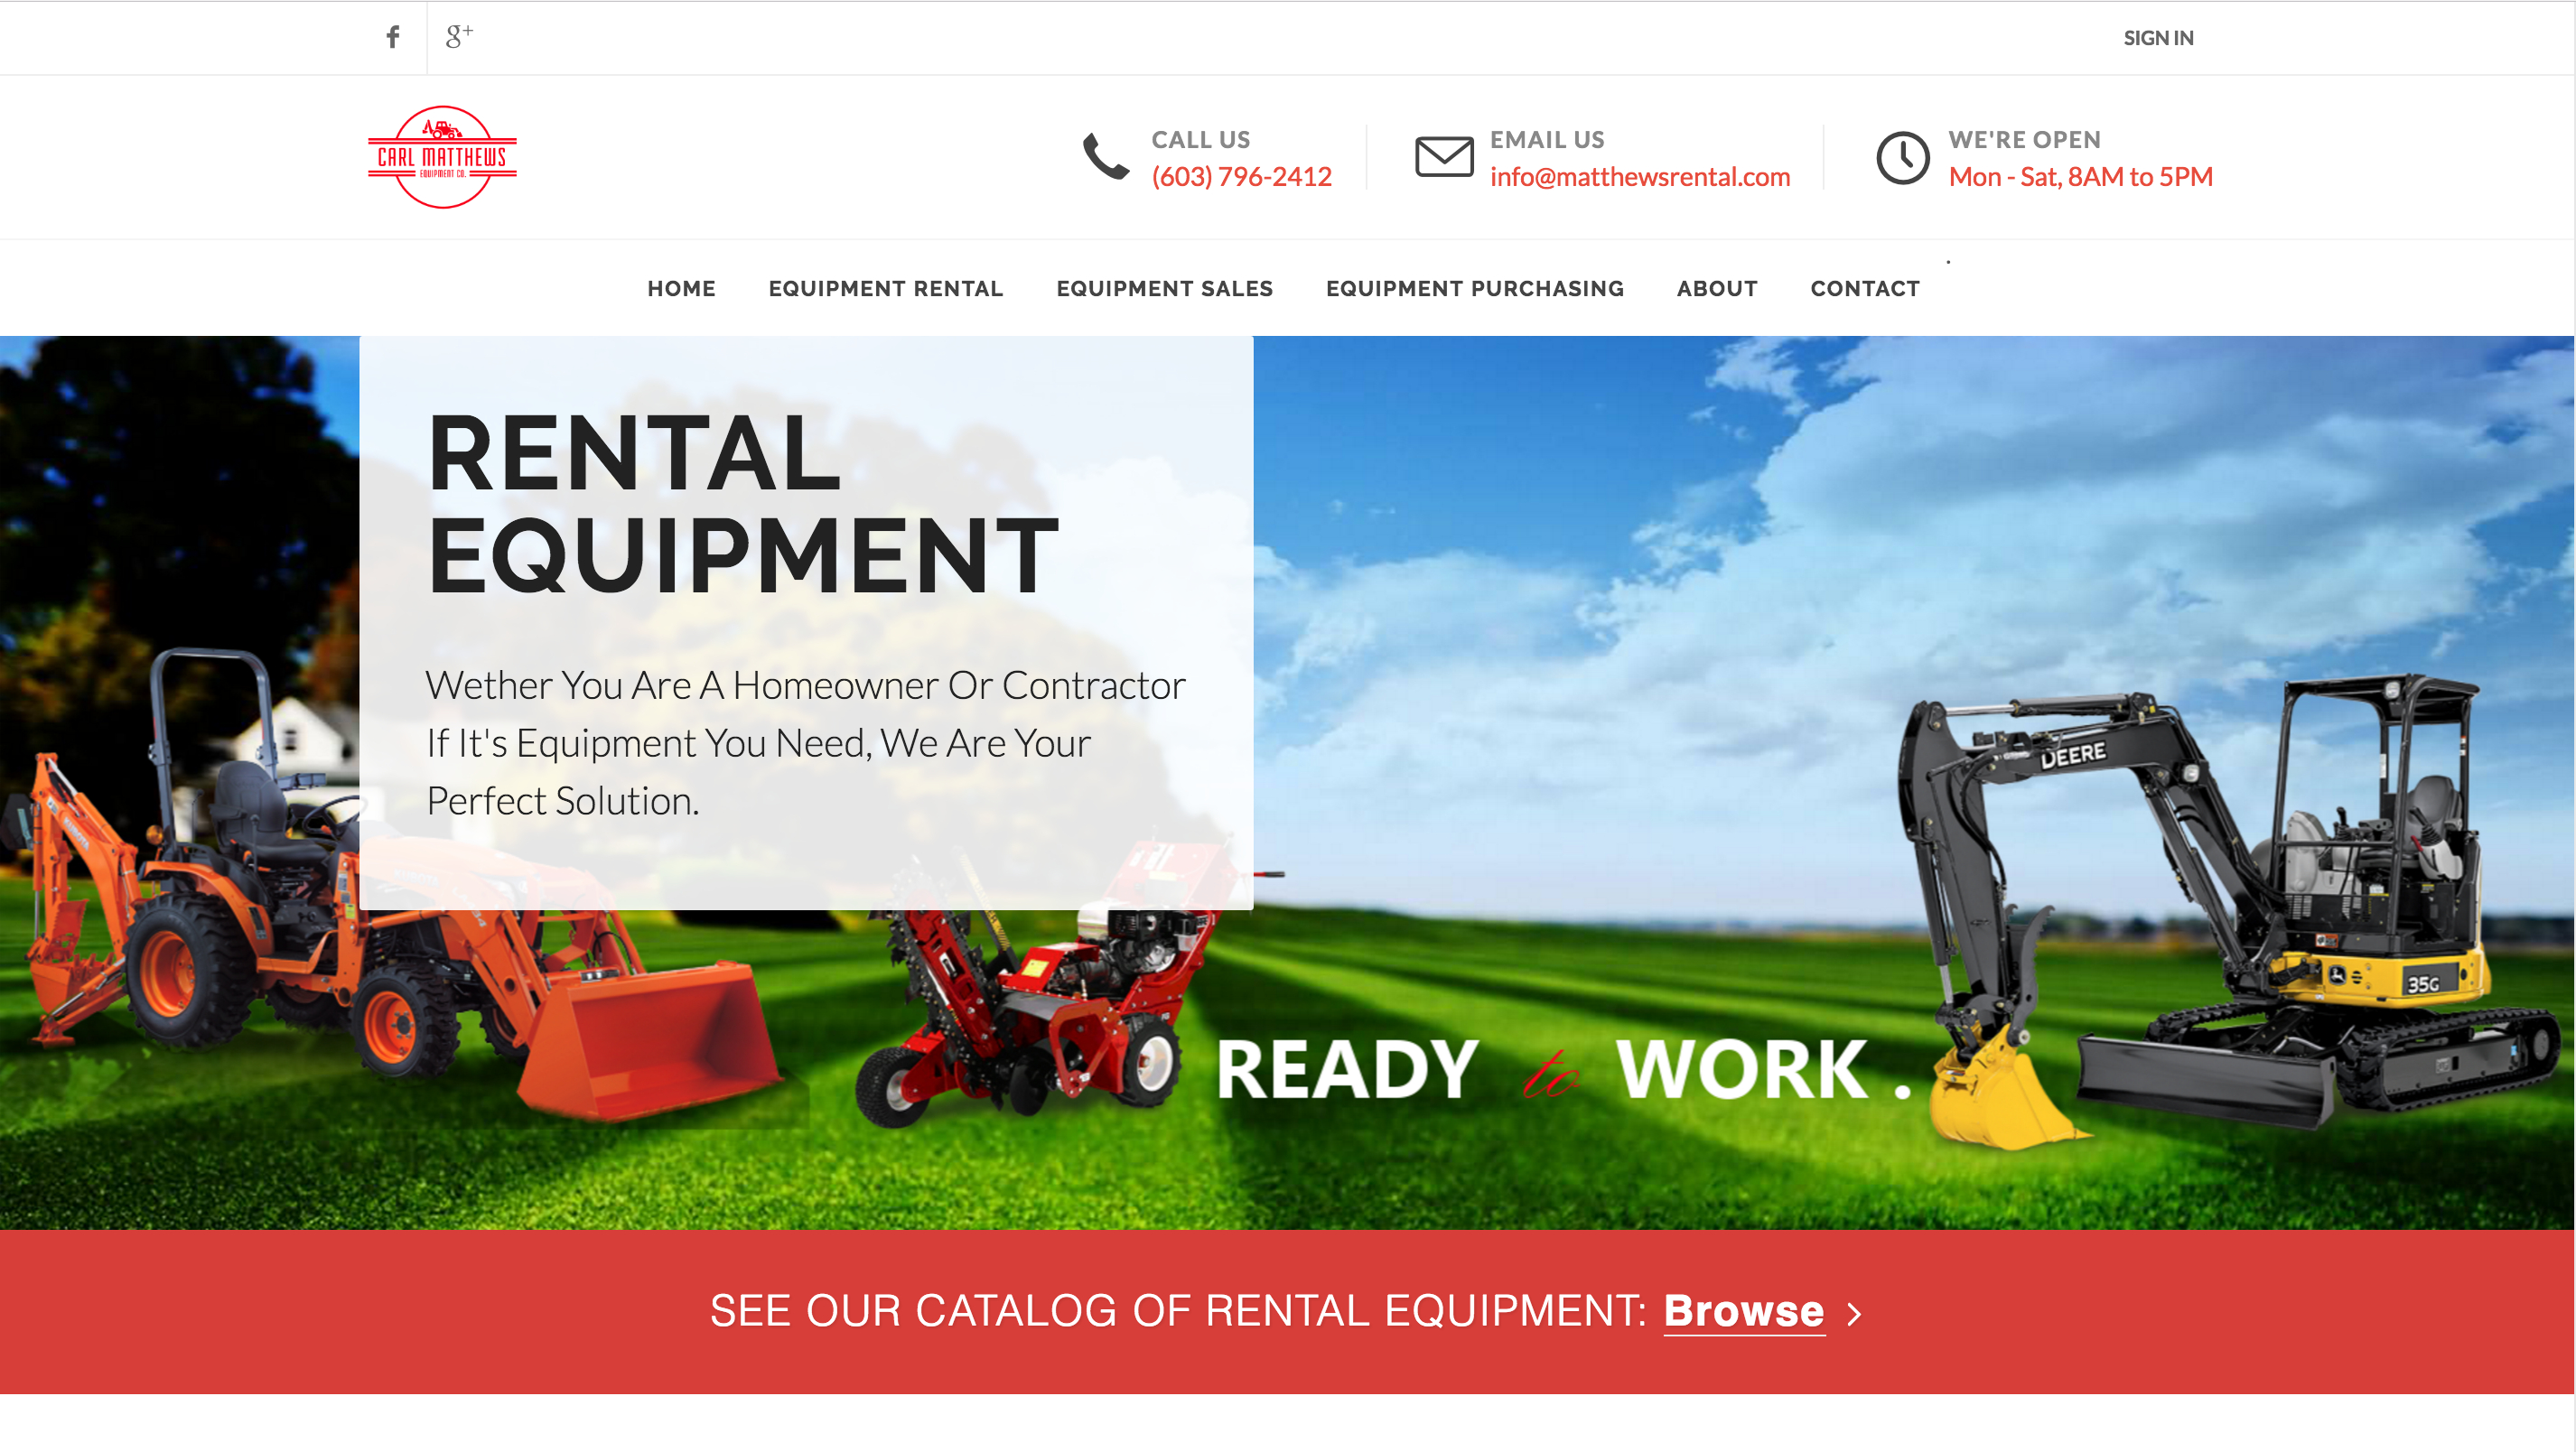 f
g+
SIGN IN
CARL MATTHEWS
EQUIPMENT CO.
CALL US
(603) 796-2412
EMAIL US
info@matthewsrental.com
WE'RE OPEN
Mon - Sat, 8AM to 5PM
HOME EQUIPMENT RENTAL EQUIPMENT SALES EQUIPMENT PURCHASING ABOUT CONTACT
RENTAL
EQUIPMENT
Wether You Are A Homeowner Or Contractor
If It's Equipment You Need, We Are Your
Perfect Solution.
DEERE
35G
READY to WORK .
SEE OUR CATALOG OF RENTAL EQUIPMENT: Browse >